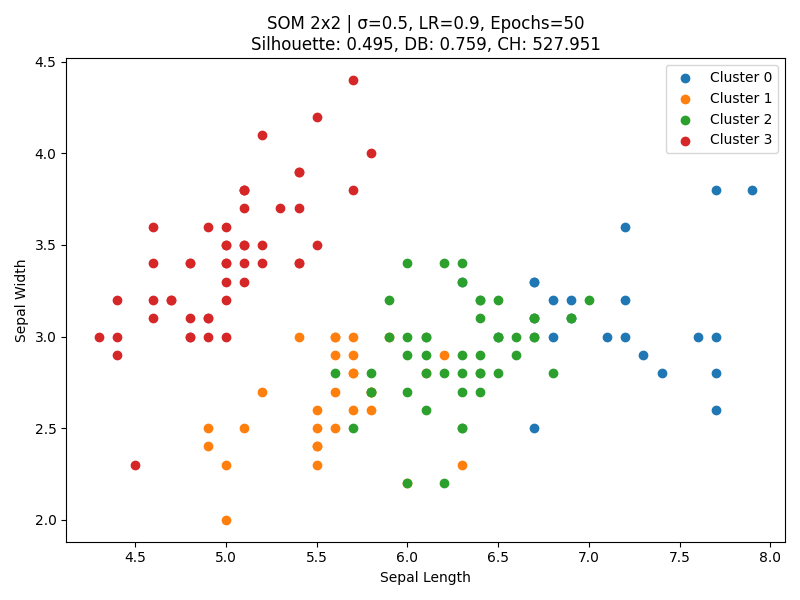 SOM 2x2 | σ=0.5, LR=0.9, Epochs=50
Silhouette: 0.495, DB: 0.759, CH: 527.951
Cluster 0
Cluster 1
Cluster 2
Cluster 3
4.5
4.0
3.5
3.0
2.5
2.0
Sepal Width
4.5 5.0 5.5 6.0 6.5 7.0 7.5 8.0
Sepal Length